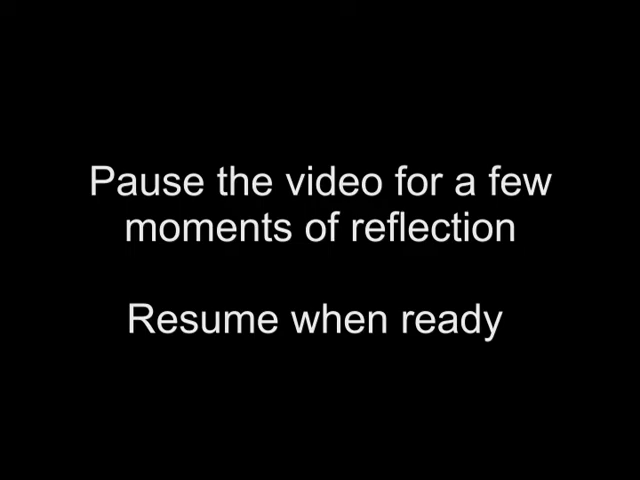 Pause the video for a few
moments of reflection
Resume when ready